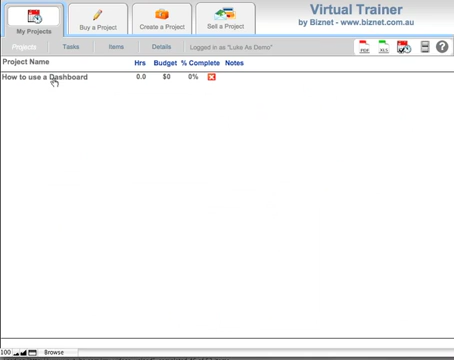 My Projects
Buy a Project
Create a Project
Sell a Project
Virtual Trainer
by Biznet - www.biznet.com.au
Projects
Tasks
Items
Details
Logged in as "Luke As Demo"
PDF
XLS
?
Project Name Hrs Budget % Complete Notes
How to use a Dashboard 0.0 $0 0%
100 Browse